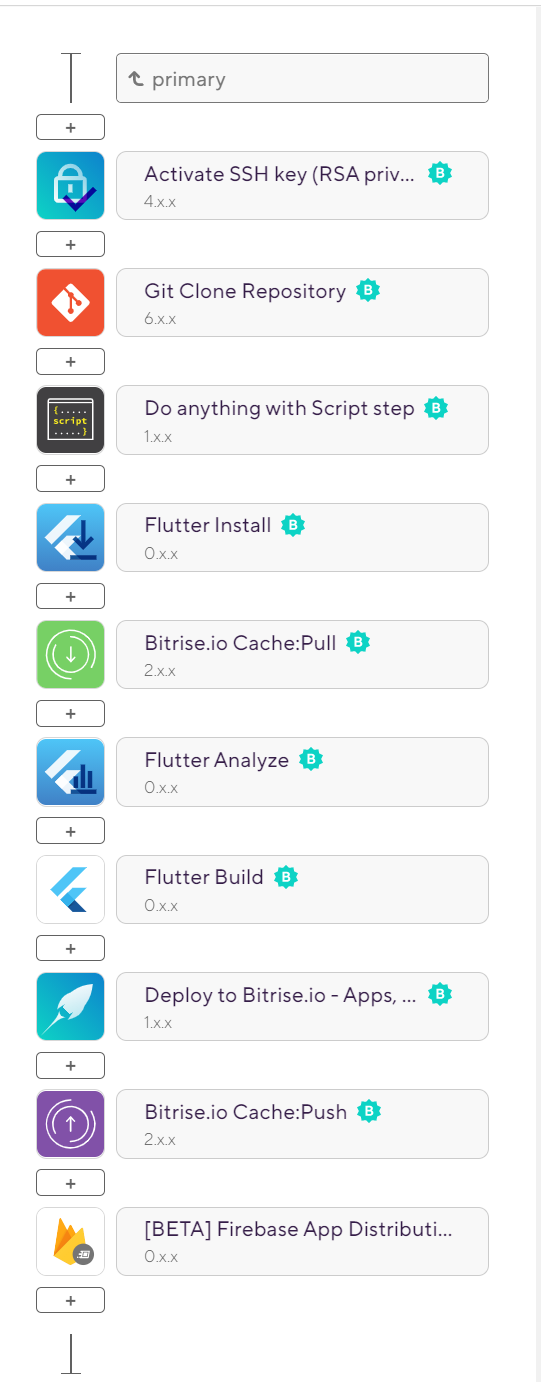 primary
+
Activate SSH key (RSA priv...
B
4.x.x
+
Git Clone Repository
B
6.x.x
+
{.....
script
.....}
Do anything with Script step
B
1.x.x
+
Flutter Install
B
0.x.x
+
Bitrise.io Cache:Pull
B
2.x.x
+
Flutter Analyze
B
0.x.x
+
Flutter Build
B
0.x.x
+
Deploy to Bitrise.io - Apps, ...
B
1.x.x
+
Bitrise.io Cache:Push
B
2.x.x
+
[BETA] Firebase App Distributi...
0.x.x
+